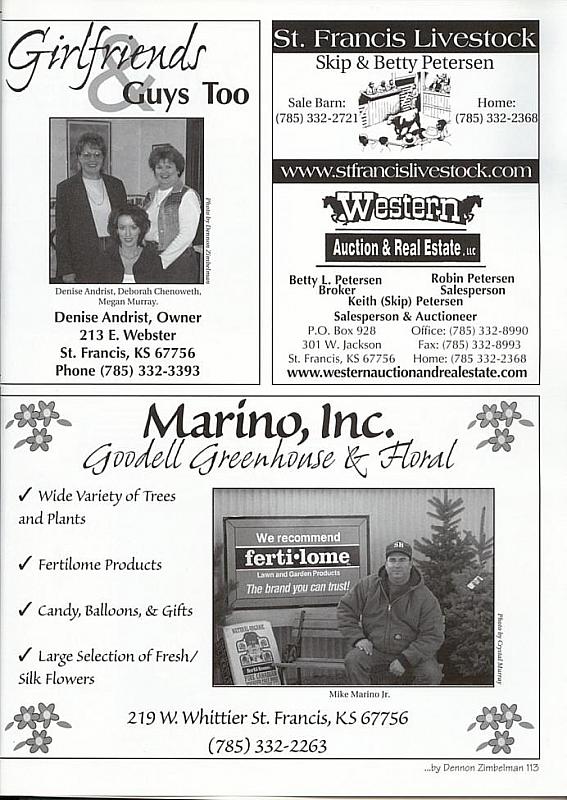 Girlfriends
&
Guys Too
Photo by Dennon Zimbelman
Denise Andrist, Deborah Chenoweth,
Megan Murray.
Denise Andrist, Owner
213 E. Webster
St. Francis, KS 67756
Phone (785) 332-3393
St. Francis Livestock
Skip & Betty Petersen
Sale Barn:
(785) 332-2721
Home:
(785) 332-2368
www.stfrancislivestock.com
Western
Auction & Real Estate, LLC
Betty L. Petersen
Broker
Robin Petersen
Salesperson
Keith (Skip) Petersen
Salesperson & Auctioneer
P.O. Box 928
301 W. Jackson
St. Francis, KS 67756
Office: (785) 332-8990
Fax: (785) 332-8993
Home: (785) 332-2368
www.westernauctionandrealestate.com
Marino, Inc.
Goodell Greenhouse & Floral
✓ Wide Variety of Trees
and Plants
✓ Fertilome Products
✓ Candy, Balloons, & Gifts
✓ Large Selection of Fresh/
Silk Flowers
We recommend
ferti·lome
Lawn and Garden Products
The brand you can trust!
NATURAL ORGANIC
Photo by Crystal Murray
Mike Marino Jr.
219 W. Whittier St. Francis, KS 67756
(785) 332-2263
...by Dennon Zimbelman 113